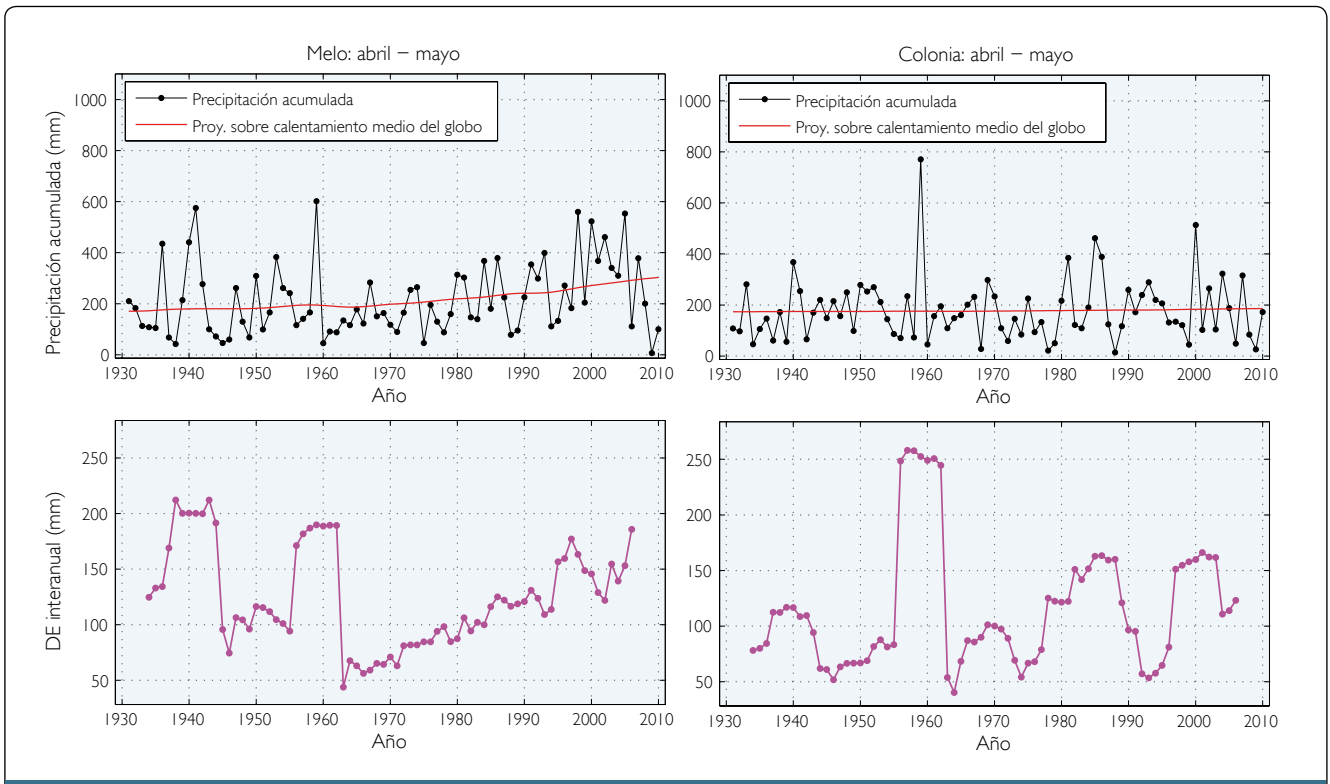 Melo: abril – mayo
Precipitación acumulada
Proy. sobre calentamiento medio del globo
Precipitación acumulada (mm)
1000
800
600
400
200
0
1930 1940 1950 1960 1970 1980 1990 2000 2010
Año
Colonia: abril – mayo
Precipitación acumulada
Proy. sobre calentamiento medio del globo
1000
800
600
400
200
0
1930 1940 1950 1960 1970 1980 1990 2000 2010
Año
DE interanual (mm)
250
200
150
100
50
1930 1940 1950 1960 1970 1980 1990 2000 2010
Año
250
200
150
100
50
1930 1940 1950 1960 1970 1980 1990 2000 2010
Año